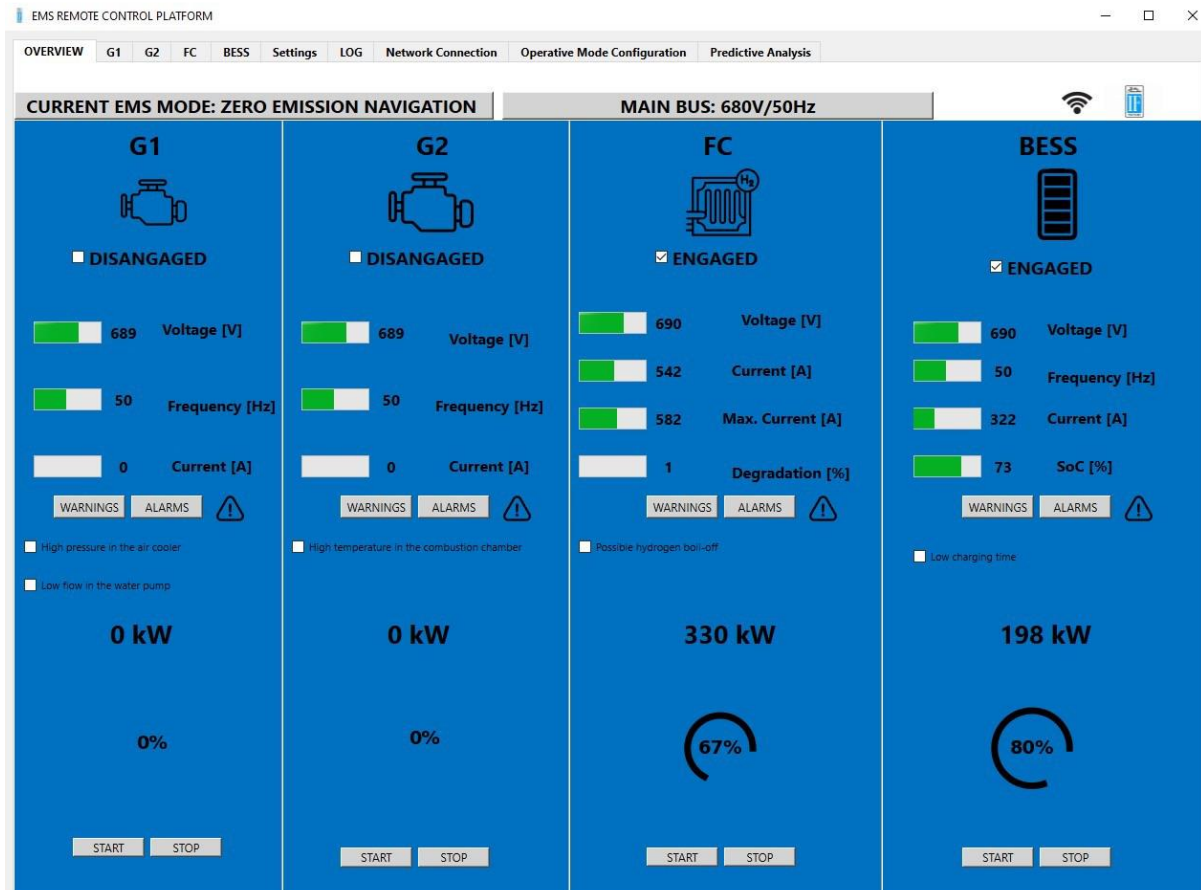 EMS REMOTE CONTROL PLATFORM
OVERVIEW G1 G2 FC BESS Settings LOG Network Connection Operative Mode Configuration Predictive Analysis
CURRENT EMS MODE: ZERO EMISSION NAVIGATION
MAIN BUS: 680V/50Hz
G1
DISANGAGED
689 Voltage [V]
50 Frequency [Hz]
0 Current [A]
WARNINGS ALARMS
High pressure in the air cooler
Low flow in the water pump
0 kW
0%
START STOP
G2
DISANGAGED
689 Voltage [V]
50 Frequency [Hz]
0 Current [A]
WARNINGS ALARMS
High temperature in the combustion chamber
0 kW
0%
START STOP
FC
H2
ENGAGED
690 Voltage [V]
542 Current [A]
582 Max. Current [A]
1 Degradation [%]
WARNINGS ALARMS
Possible hydrogen boil-off
330 kW
67%
START STOP
BESS
ENGAGED
690 Voltage [V]
50 Frequency [Hz]
322 Current [A]
73 SoC [%]
WARNINGS ALARMS
Low charging time
198 kW
80%
START STOP